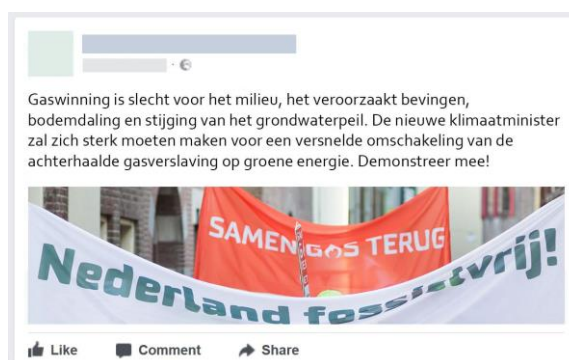 Gaswinning is slecht voor het milieu, het veroorzaakt bevingen,
bodemdaling en stijging van het grondwaterpeil. De nieuwe klimaatminister
zal zich sterk moeten maken voor een versnelde omschakeling van de
achterhaalde gasverslaving op groene energie. Demonstreer mee!
SAMEN GAS TERUG
Nederland fossielvrij!
Like Comment Share